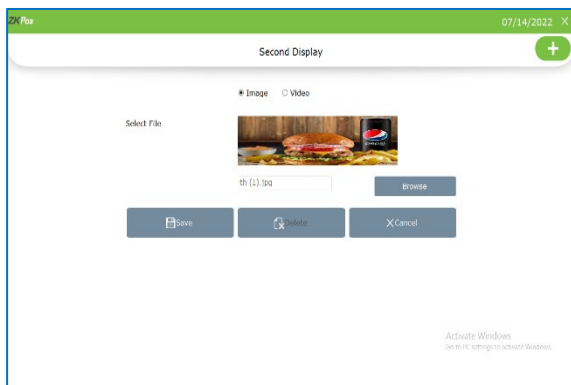 ZKPos 07/14/2022 X
Second Display
Image Video
Select File
pepsi
th (1).jpg Browse
Save Delete Cancel
Activate Windows
Go to PC settings to activate Windows.